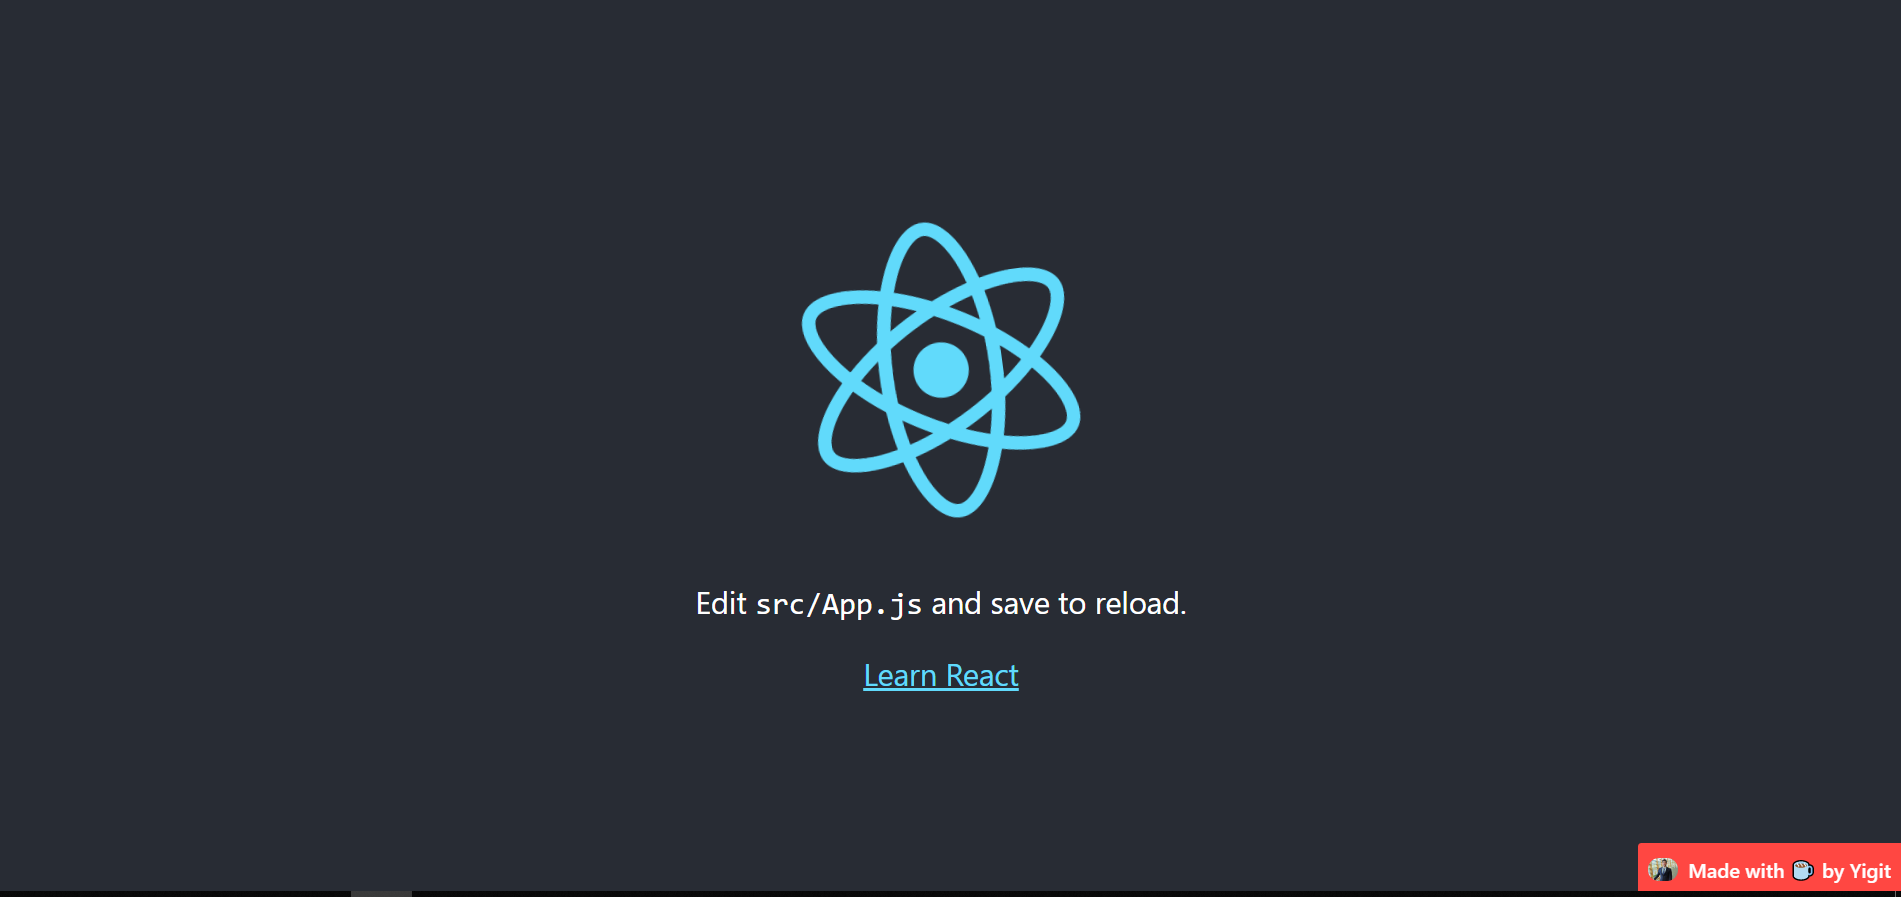 Edit src/App.js and save to reload.
Learn React
Made with ☕ by Yigit